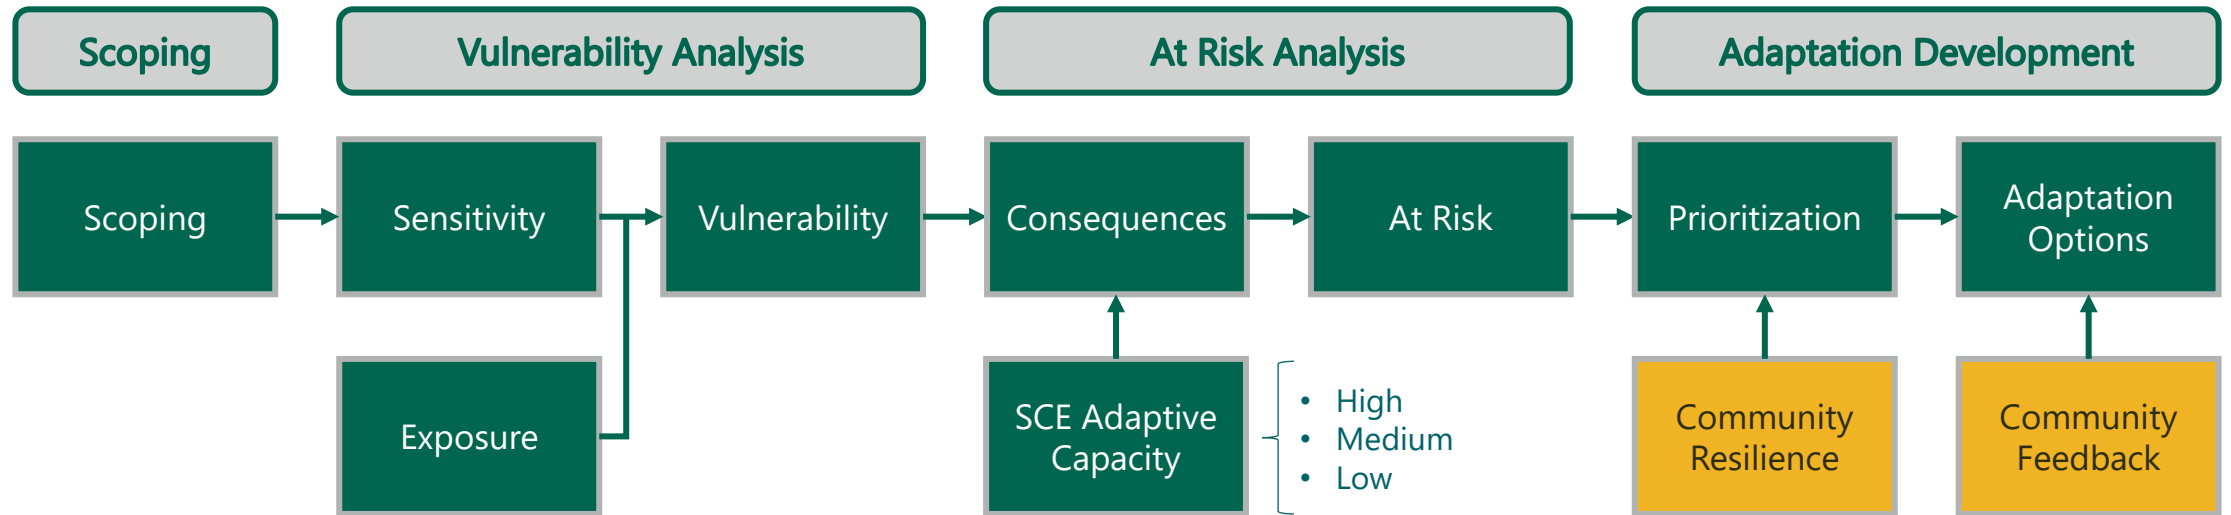 Scoping
Vulnerability Analysis
At Risk Analysis
Adaptation Development
Scoping
Sensitivity
Vulnerability
Consequences
At Risk
Prioritization
Adaptation
Options
Exposure
SCE Adaptive
Capacity
• High
• Medium
• Low
Community
Resilience
Community
Feedback